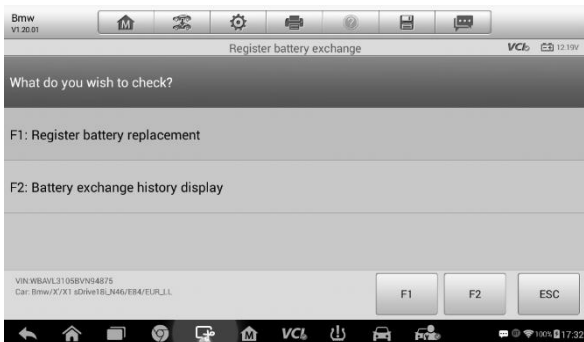 Bmw
V1.20.01
Register battery exchange
VCI
12.19V
What do you wish to check?
F1: Register battery replacement
F2: Battery exchange history display
VIN:WBAVL3105BVN94875
Car: Bmw/X'/X1 sDrive18i_N46/E84/EUR_LL
F1
F2
ESC
VCI
100%
17:32